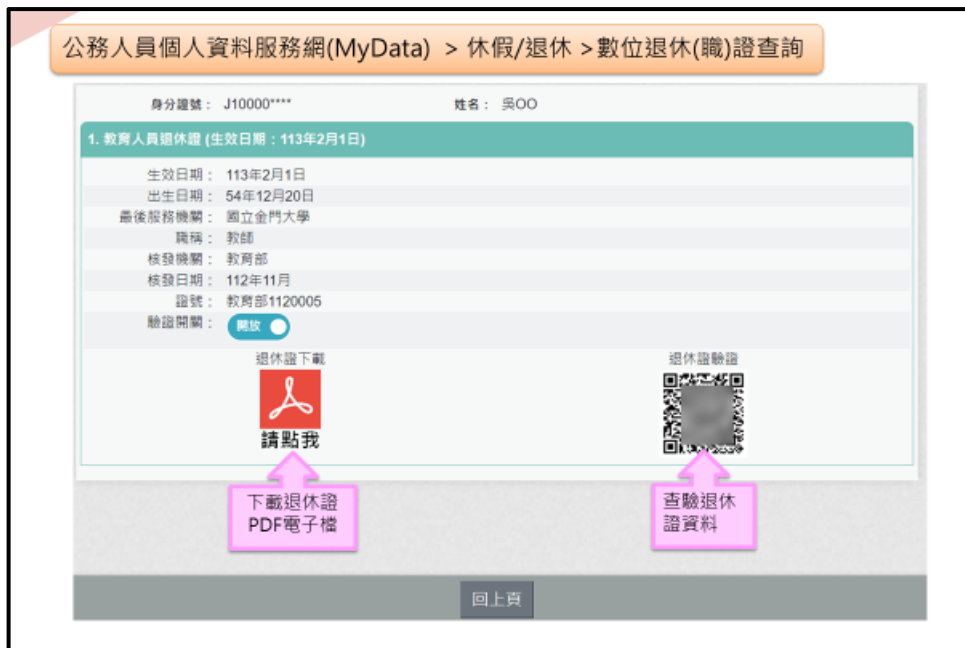 公務人員個人資料服務網(MyData) > 休假/退休 >數位退休(職)證查詢
身分證號： J10000**** 姓名： 吳OO
1. 教育人員退休證 (生效日期：113年2月1日)
生效日期： 113年2月1日
出生日期： 54年12月20日
最後服務機關： 國立金門大學
職稱： 教師
核發機關： 教育部
核發日期： 112年11月
證號： 教育部1120005
驗證開關： 開放
退休證下載 退休證驗證
請點我
下載退休證
PDF電子檔
查驗退休
證資料
回上頁